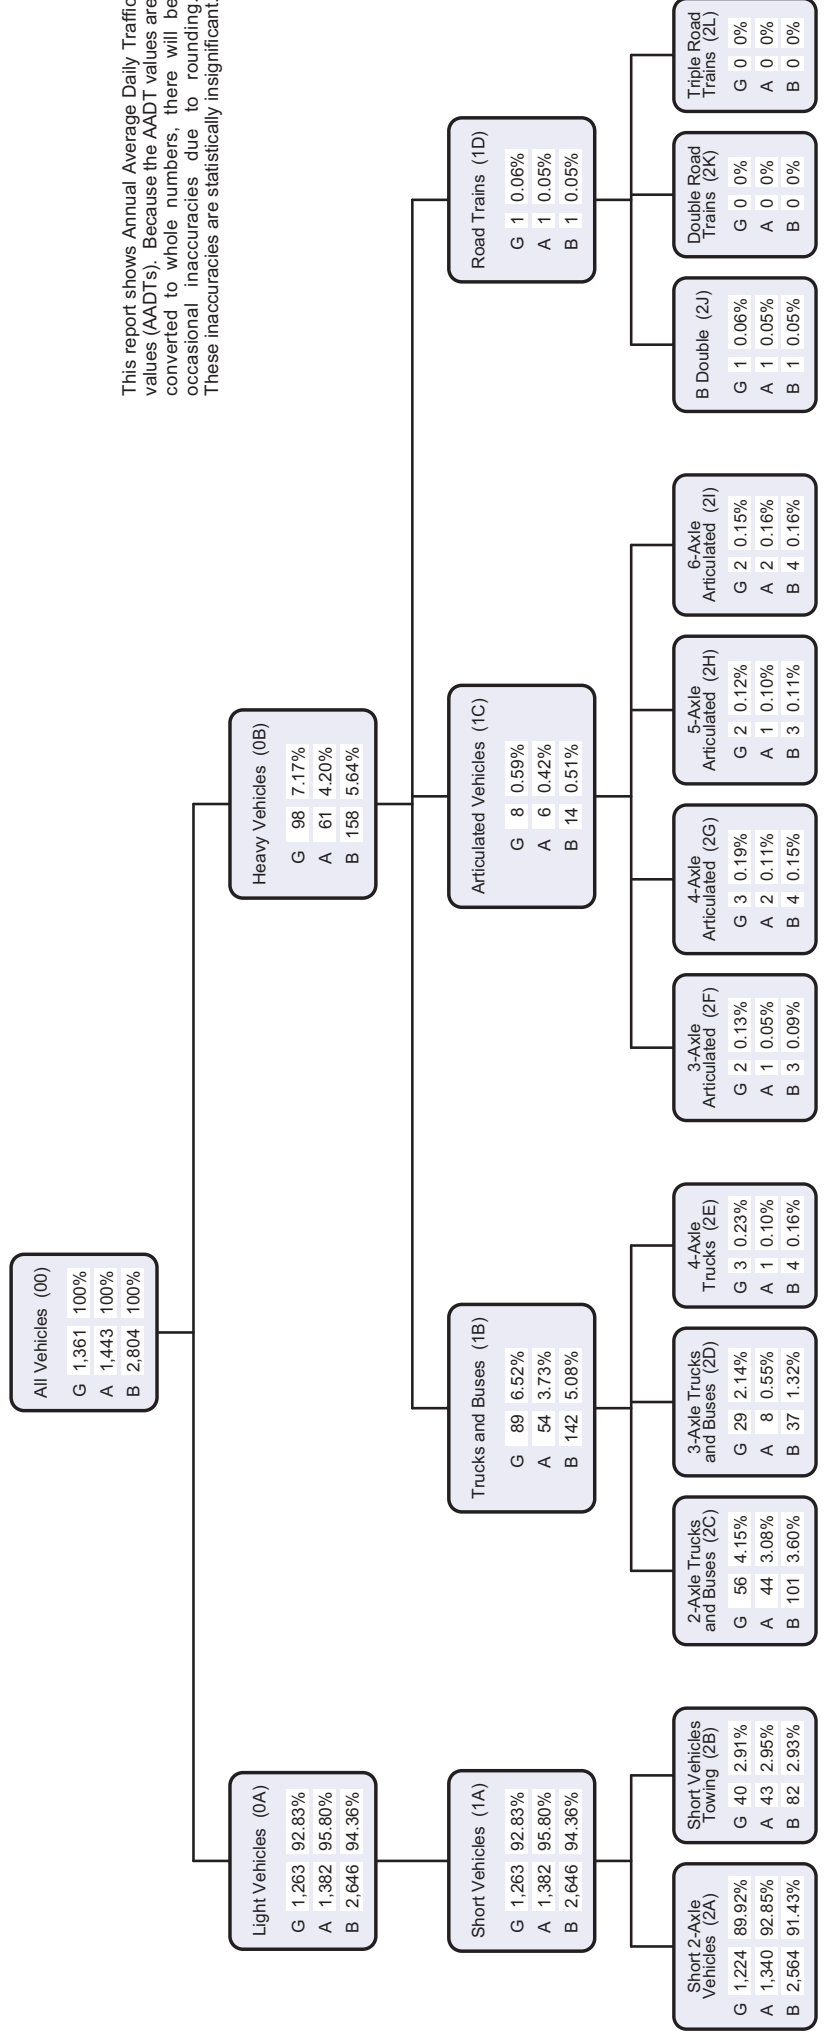 This report shows Annual Average Daily Traffic
values (AADTs). Because the AADT values are
converted to whole numbers, there will be
occasional inaccuracies due to rounding.
These inaccuracies are statistically insignificant.
All Vehicles (00)
G 1,361 100%
A 1,443 100%
B 2,804 100%
Light Vehicles (0A)
G 1,263 92.83%
A 1,382 95.80%
B 2,646 94.36%
Heavy Vehicles (0B)
G 98 7.17%
A 61 4.20%
B 158 5.64%
Short Vehicles (1A)
G 1,263 92.83%
A 1,382 95.80%
B 2,646 94.36%
Trucks and Buses (1B)
G 89 6.52%
A 54 3.73%
B 142 5.08%
Articulated Vehicles (1C)
G 8 0.59%
A 6 0.42%
B 14 0.51%
Road Trains (1D)
G 1 0.06%
A 1 0.05%
B 1 0.05%
Short 2-Axle
Vehicles (2A)
G 1,224 89.92%
A 1,340 92.85%
B 2,564 91.43%
Short Vehicles
Towing (2B)
G 40 2.91%
A 43 2.95%
B 82 2.93%
2-Axle Trucks
and Buses (2C)
G 56 4.15%
A 44 3.08%
B 101 3.60%
3-Axle Trucks
and Buses (2D)
G 29 2.14%
A 8 0.55%
B 37 1.32%
4-Axle
Trucks (2E)
G 3 0.23%
A 1 0.10%
B 4 0.16%
3-Axle
Articulated (2F)
G 2 0.13%
A 1 0.05%
B 3 0.09%
4-Axle
Articulated (2G)
G 3 0.19%
A 2 0.11%
B 4 0.15%
5-Axle
Articulated (2H)
G 2 0.12%
A 1 0.10%
B 3 0.11%
6-Axle
Articulated (2I)
G 2 0.15%
A 2 0.16%
B 4 0.16%
B Double (2J)
G 1 0.06%
A 1 0.05%
B 1 0.05%
Double Road
Trains (2K)
G 0 0%
A 0 0%
B 0 0%
Triple Road
Trains (2L)
G 0 0%
A 0 0%
B 0 0%